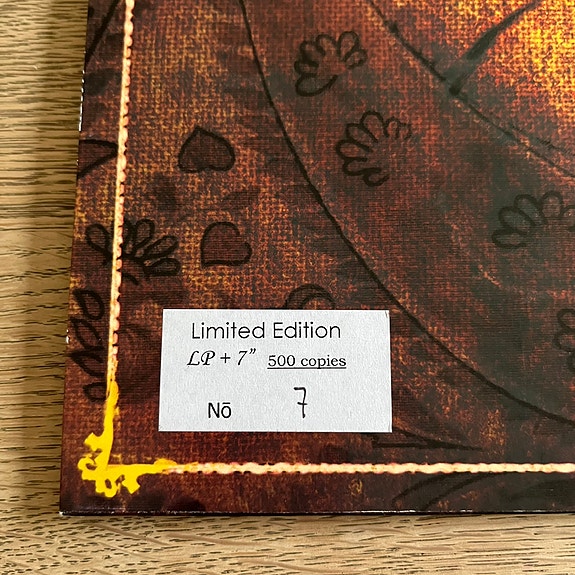 Limited Edition
LP + 7” 500 copies
Nō 7